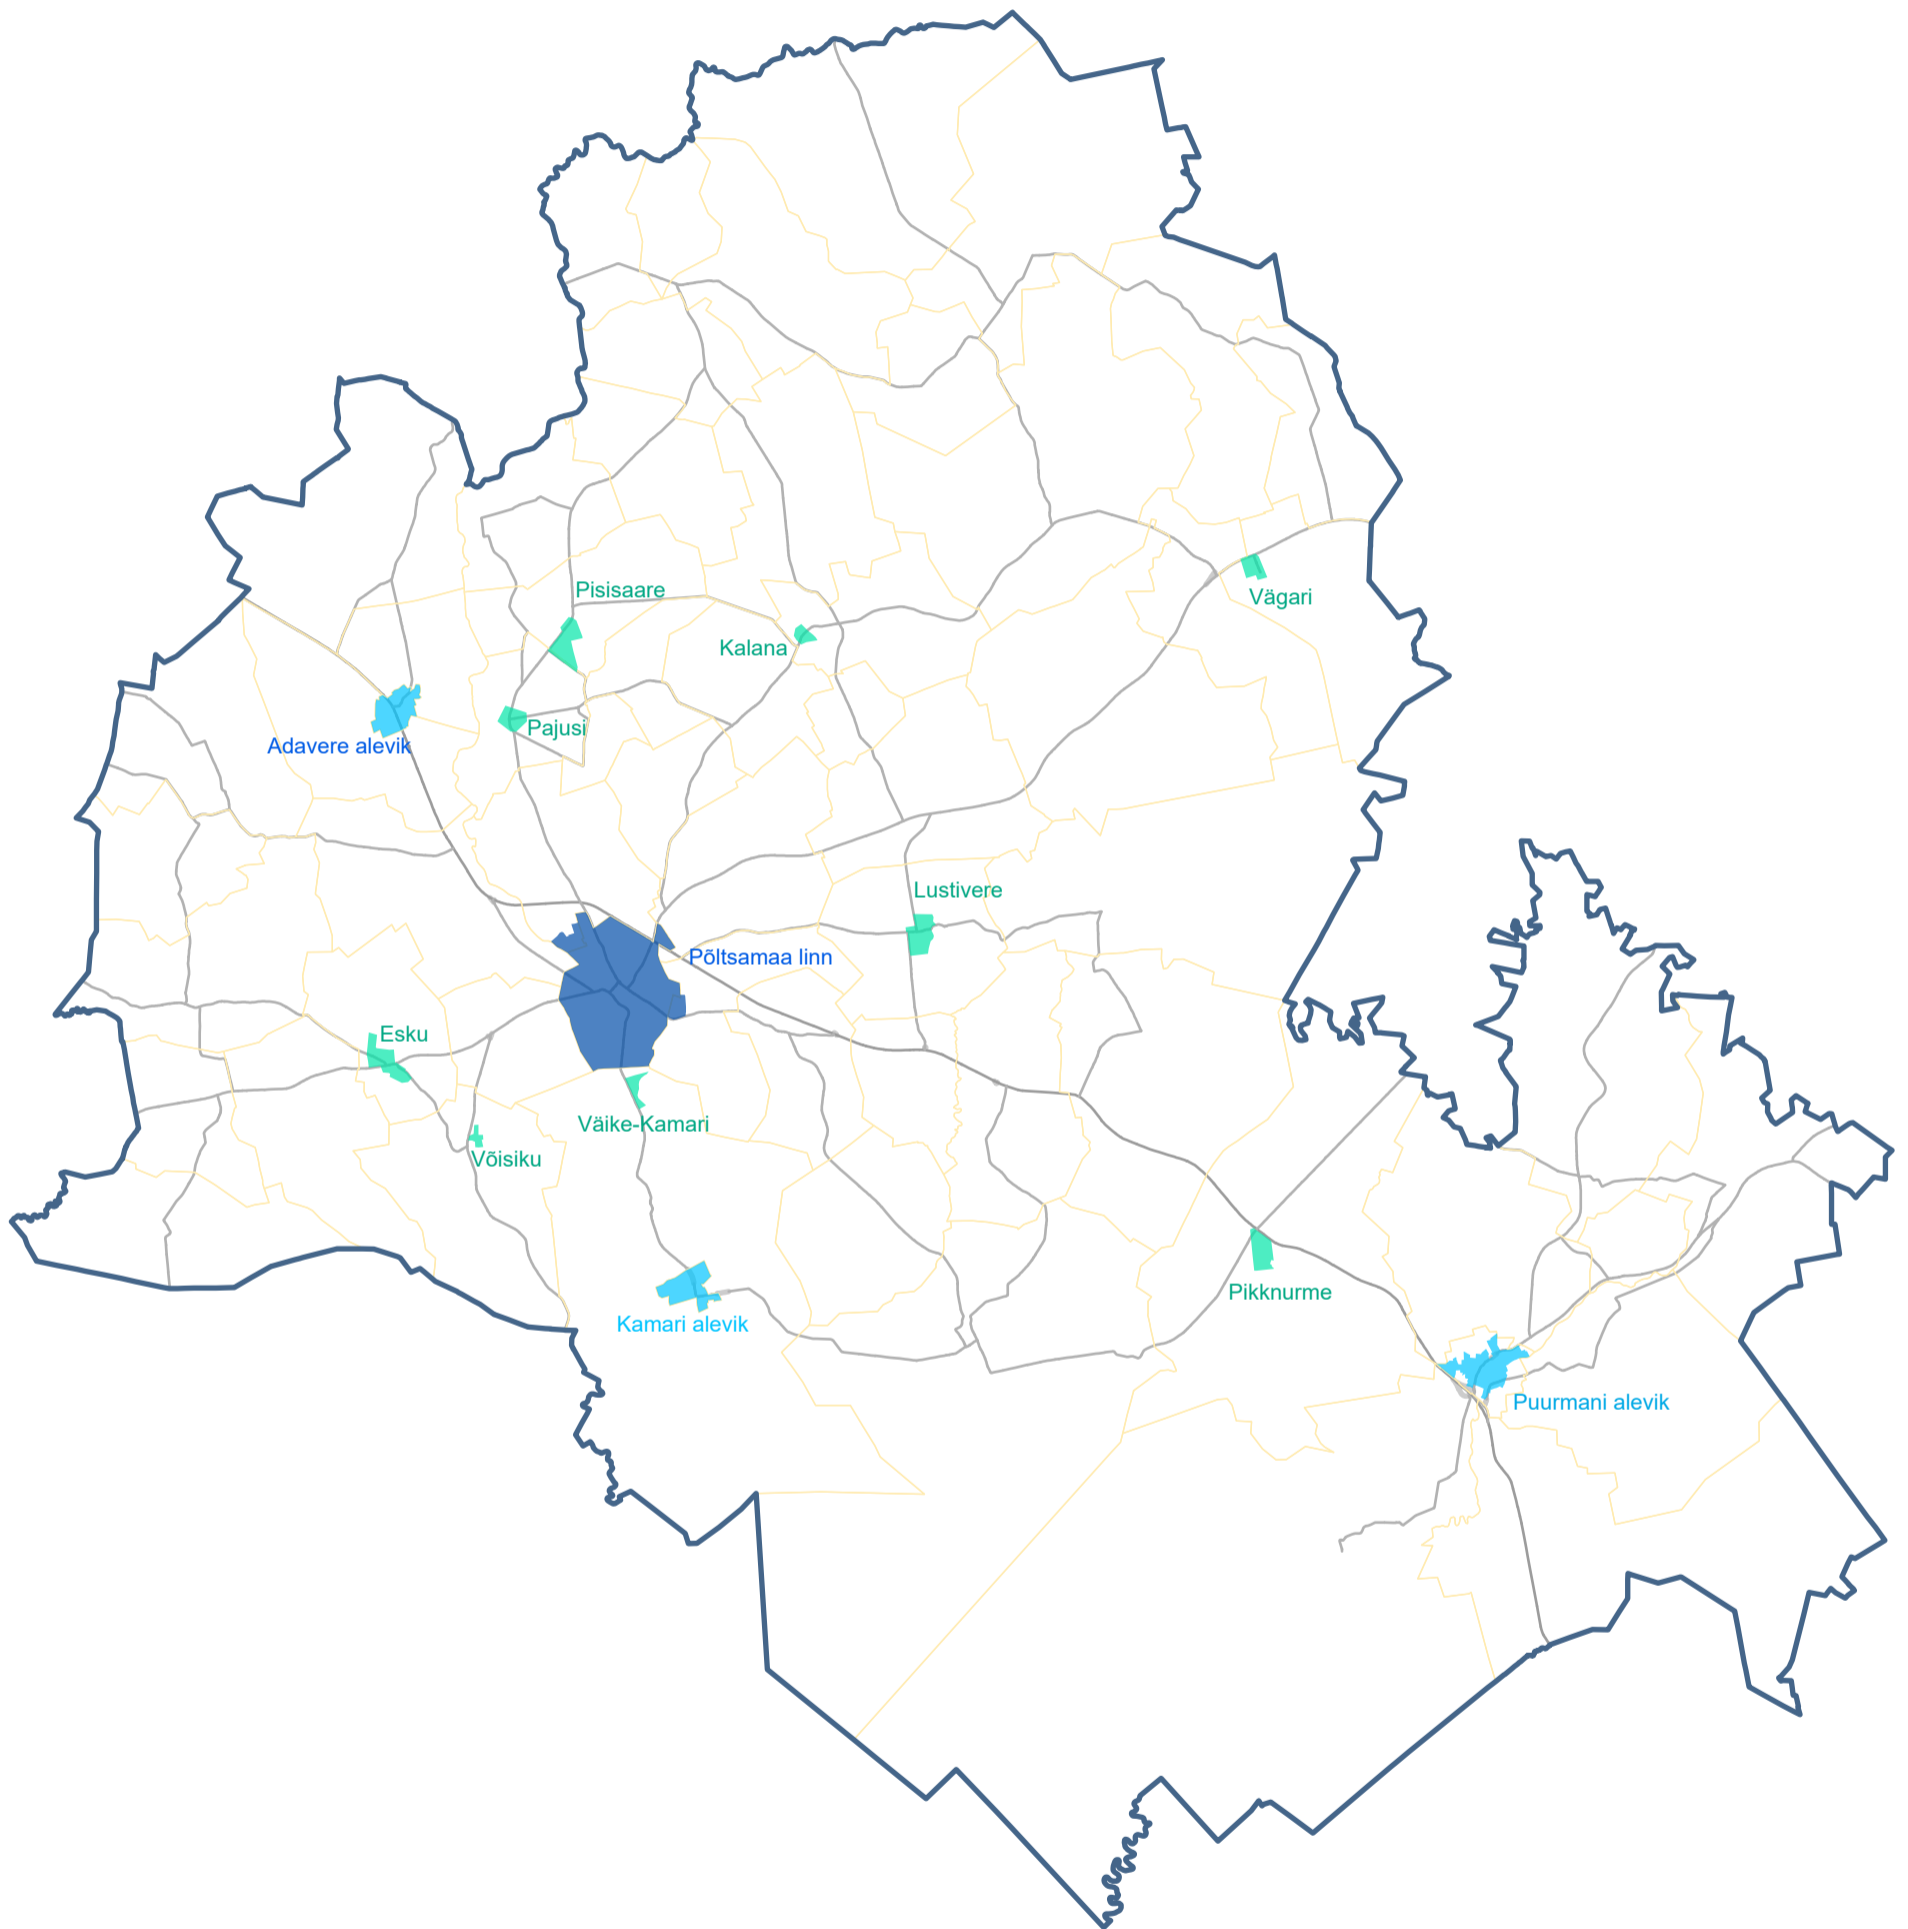 Pisisaare
Vägari
Kalana
Pajusi
Adavere alevik
Lustivere
Põltsamaa linn
Esku
Väike-Kamari
Võisiku
Pikknurme
Kamari alevik
Puurmani alevik